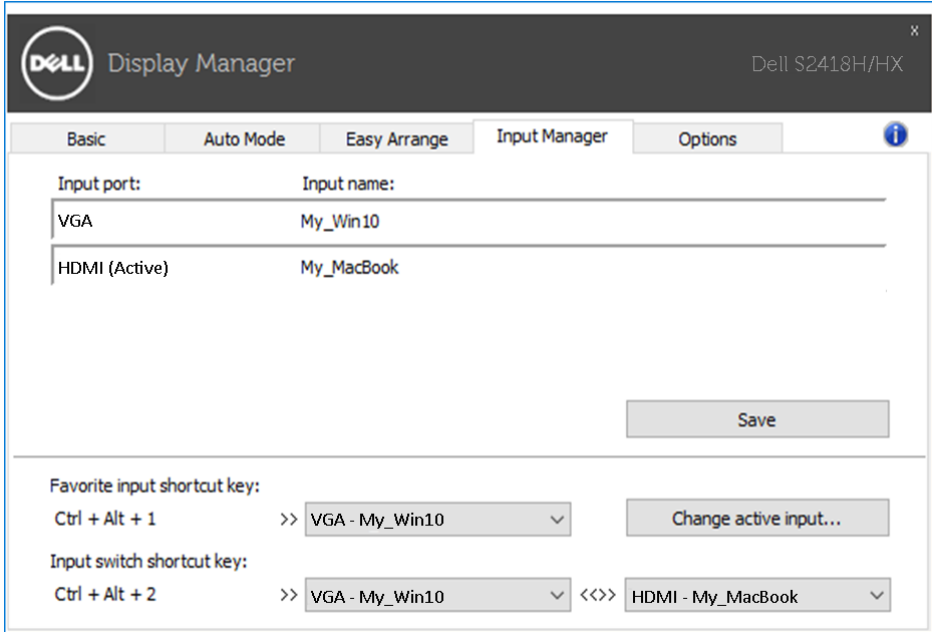 DELL Display Manager
X
Dell S2418H/HX
Basic Auto Mode Easy Arrange Input Manager Options i
Input port: Input name:
VGA My_Win10
HDMI (Active) My_MacBook
Save
Favorite input shortcut key:
Ctrl + Alt + 1 >> VGA - My_Win10 Change active input...
Input switch shortcut key:
Ctrl + Alt + 2 >> VGA - My_Win10 <<>> HDMI - My_MacBook